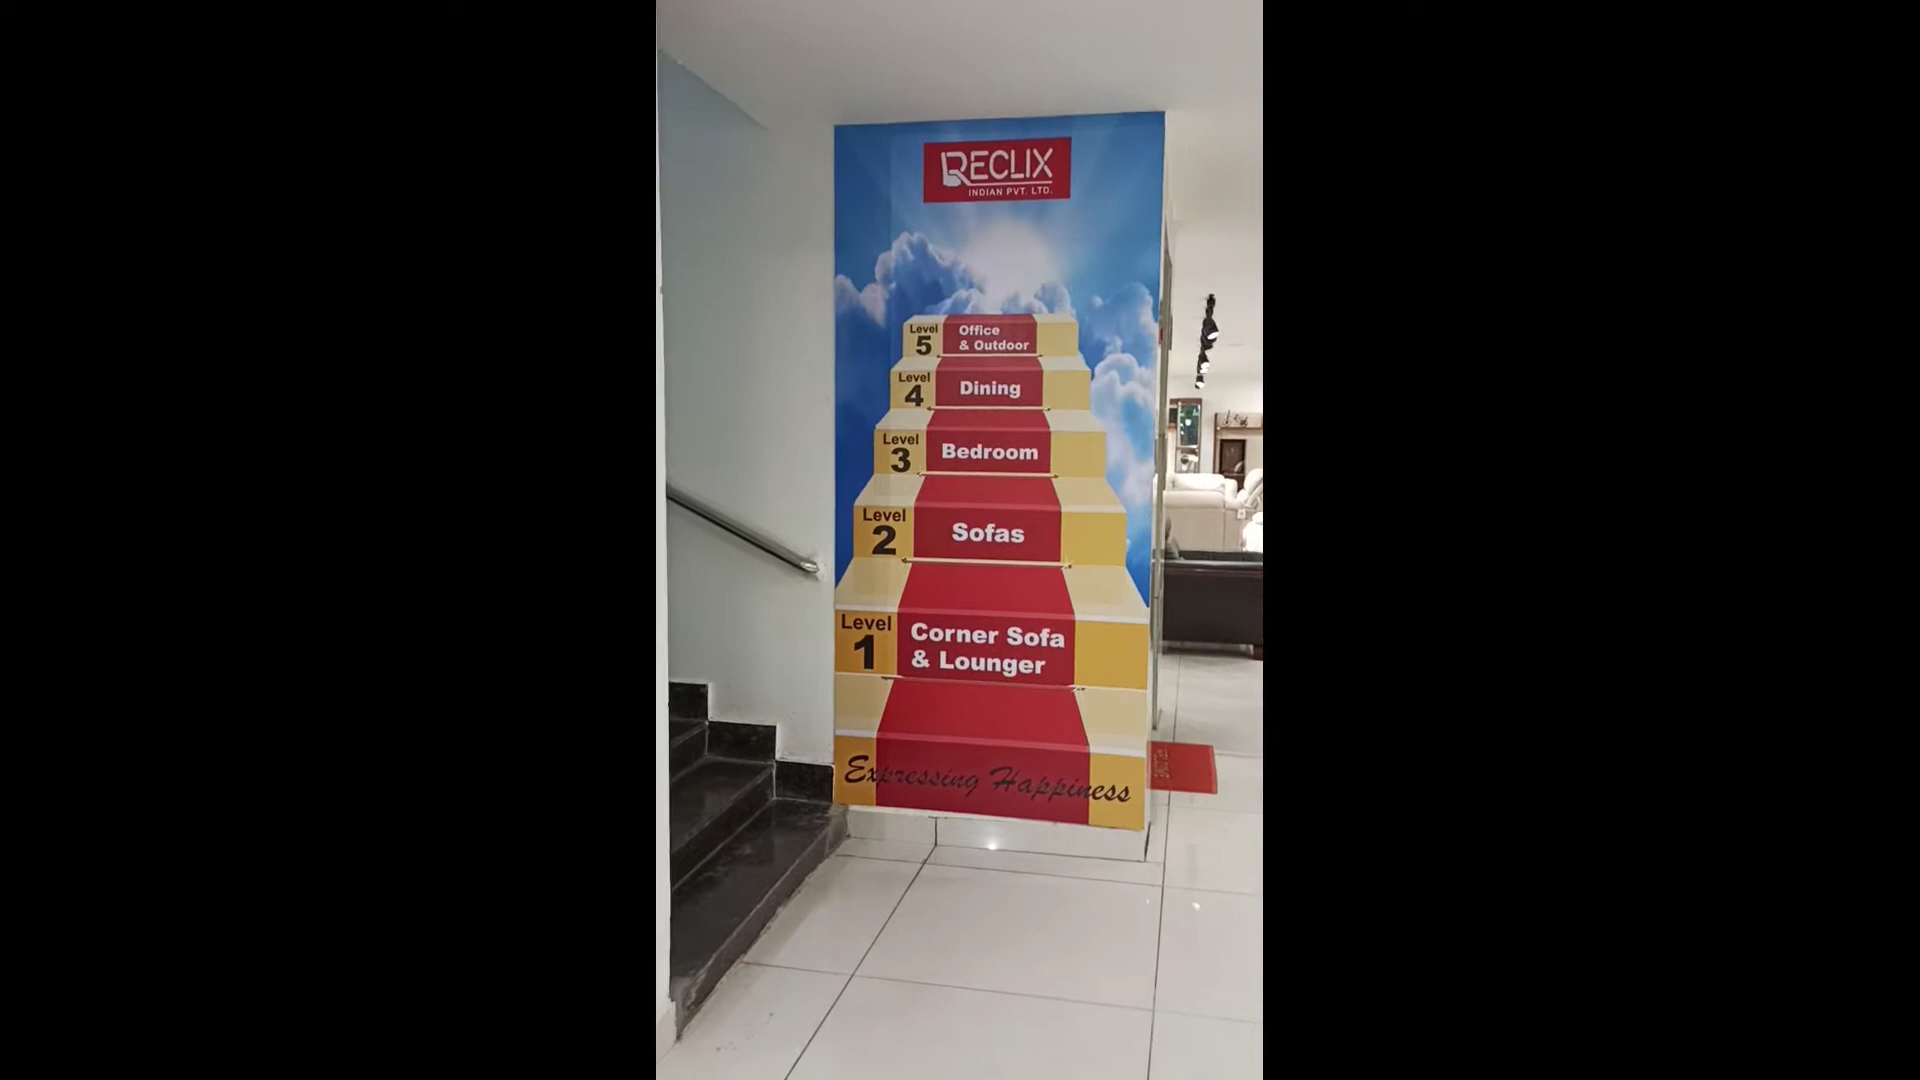 RECLIX
INDIAN PVT. LTD.
Level
5
Office
& Outdoor
Level
4
Dining
Level
3
Bedroom
Level
2
Sofas
Level
1
Corner Sofa
& Lounger
Expressing Happiness